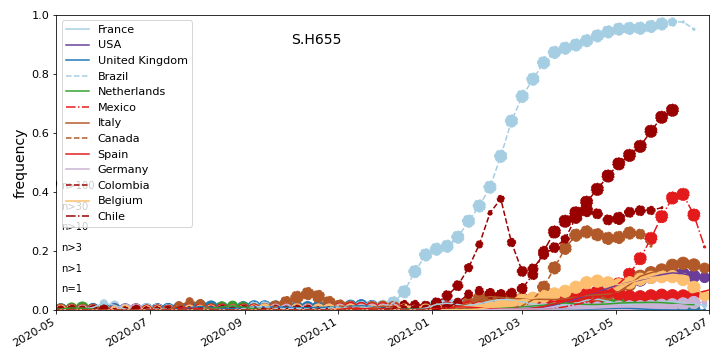 S.H655
frequency
1.0
0.8
0.6
0.4
0.2
0.0
France
USA
United Kingdom
Brazil
Netherlands
Mexico
Italy
Canada
Spain
Germany
Colombia
Belgium
Chile
n>100
n>30
n>10
n>3
n>1
n=1
2020-05
2020-07
2020-09
2020-11
2021-01
2021-03
2021-05
2021-07